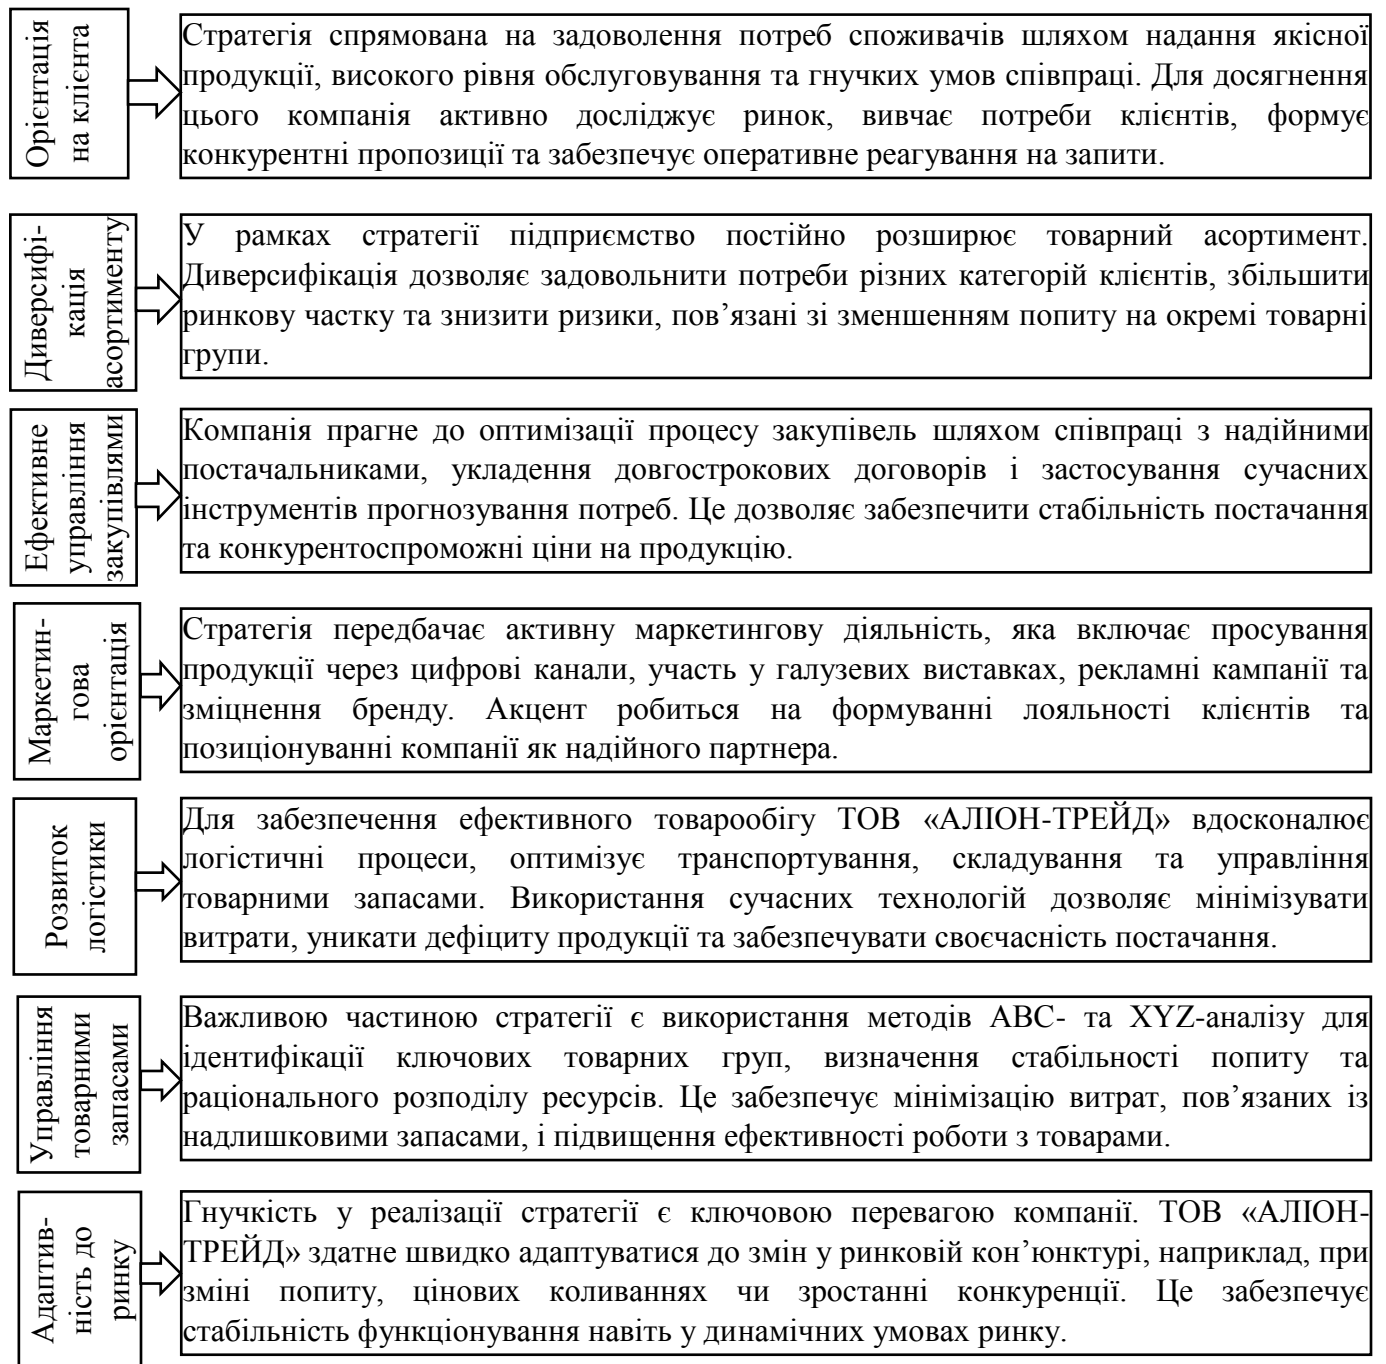 Орієнтація
на клієнта
Стратегія спрямована на задоволення потреб споживачів шляхом надання якісної
продукції, високого рівня обслуговування та гнучких умов співпраці. Для досягнення
цього компанія активно досліджує ринок, вивчає потреби клієнтів, формує
конкурентні пропозиції та забезпечує оперативне реагування на запити.
Диверсифі-
кація
асортименту
У рамках стратегії підприємство постійно розширює товарний асортимент.
Диверсифікація дозволяє задовольнити потреби різних категорій клієнтів, збільшити
ринкову частку та знизити ризики, пов’язані зі зменшенням попиту на окремі товарні
групи.
Ефективне
управління
закупівлями
Компанія прагне до оптимізації процесу закупівель шляхом співпраці з надійними
постачальниками, укладення довгострокових договорів і застосування сучасних
інструментів прогнозування потреб. Це дозволяє забезпечити стабільність постачання
та конкурентоспроможні ціни на продукцію.
Маркетин-
гова
орієнтація
Стратегія передбачає активну маркетингову діяльність, яка включає просування
продукції через цифрові канали, участь у галузевих виставках, рекламні кампанії та
зміцнення бренду. Акцент робиться на формуванні лояльності клієнтів та
позиціонуванні компанії як надійного партнера.
Розвиток
логістики
Для забезпечення ефективного товарообігу ТОВ «АЛІОН-ТРЕЙД» вдосконалює
логістичні процеси, оптимізує транспортування, складування та управління
товарними запасами. Використання сучасних технологій дозволяє мінімізувати
витрати, уникати дефіциту продукції та забезпечувати своєчасність постачання.
Управління
товарними
запасами
Важливою частиною стратегії є використання методів ABC- та XYZ-аналізу для
ідентифікації ключових товарних груп, визначення стабільності попиту та
раціонального розподілу ресурсів. Це забезпечує мінімізацію витрат, пов’язаних із
надлишковими запасами, і підвищення ефективності роботи з товарами.
Адаптив-
ність до
ринку
Гнучкість у реалізації стратегії є ключовою перевагою компанії. ТОВ «АЛІОН-
ТРЕЙД» здатне швидко адаптуватися до змін у ринковій кон’юнктурі, наприклад, при
зміні попиту, цінових коливаннях чи зростанні конкуренції. Це забезпечує
стабільність функціонування навіть у динамічних умовах ринку.